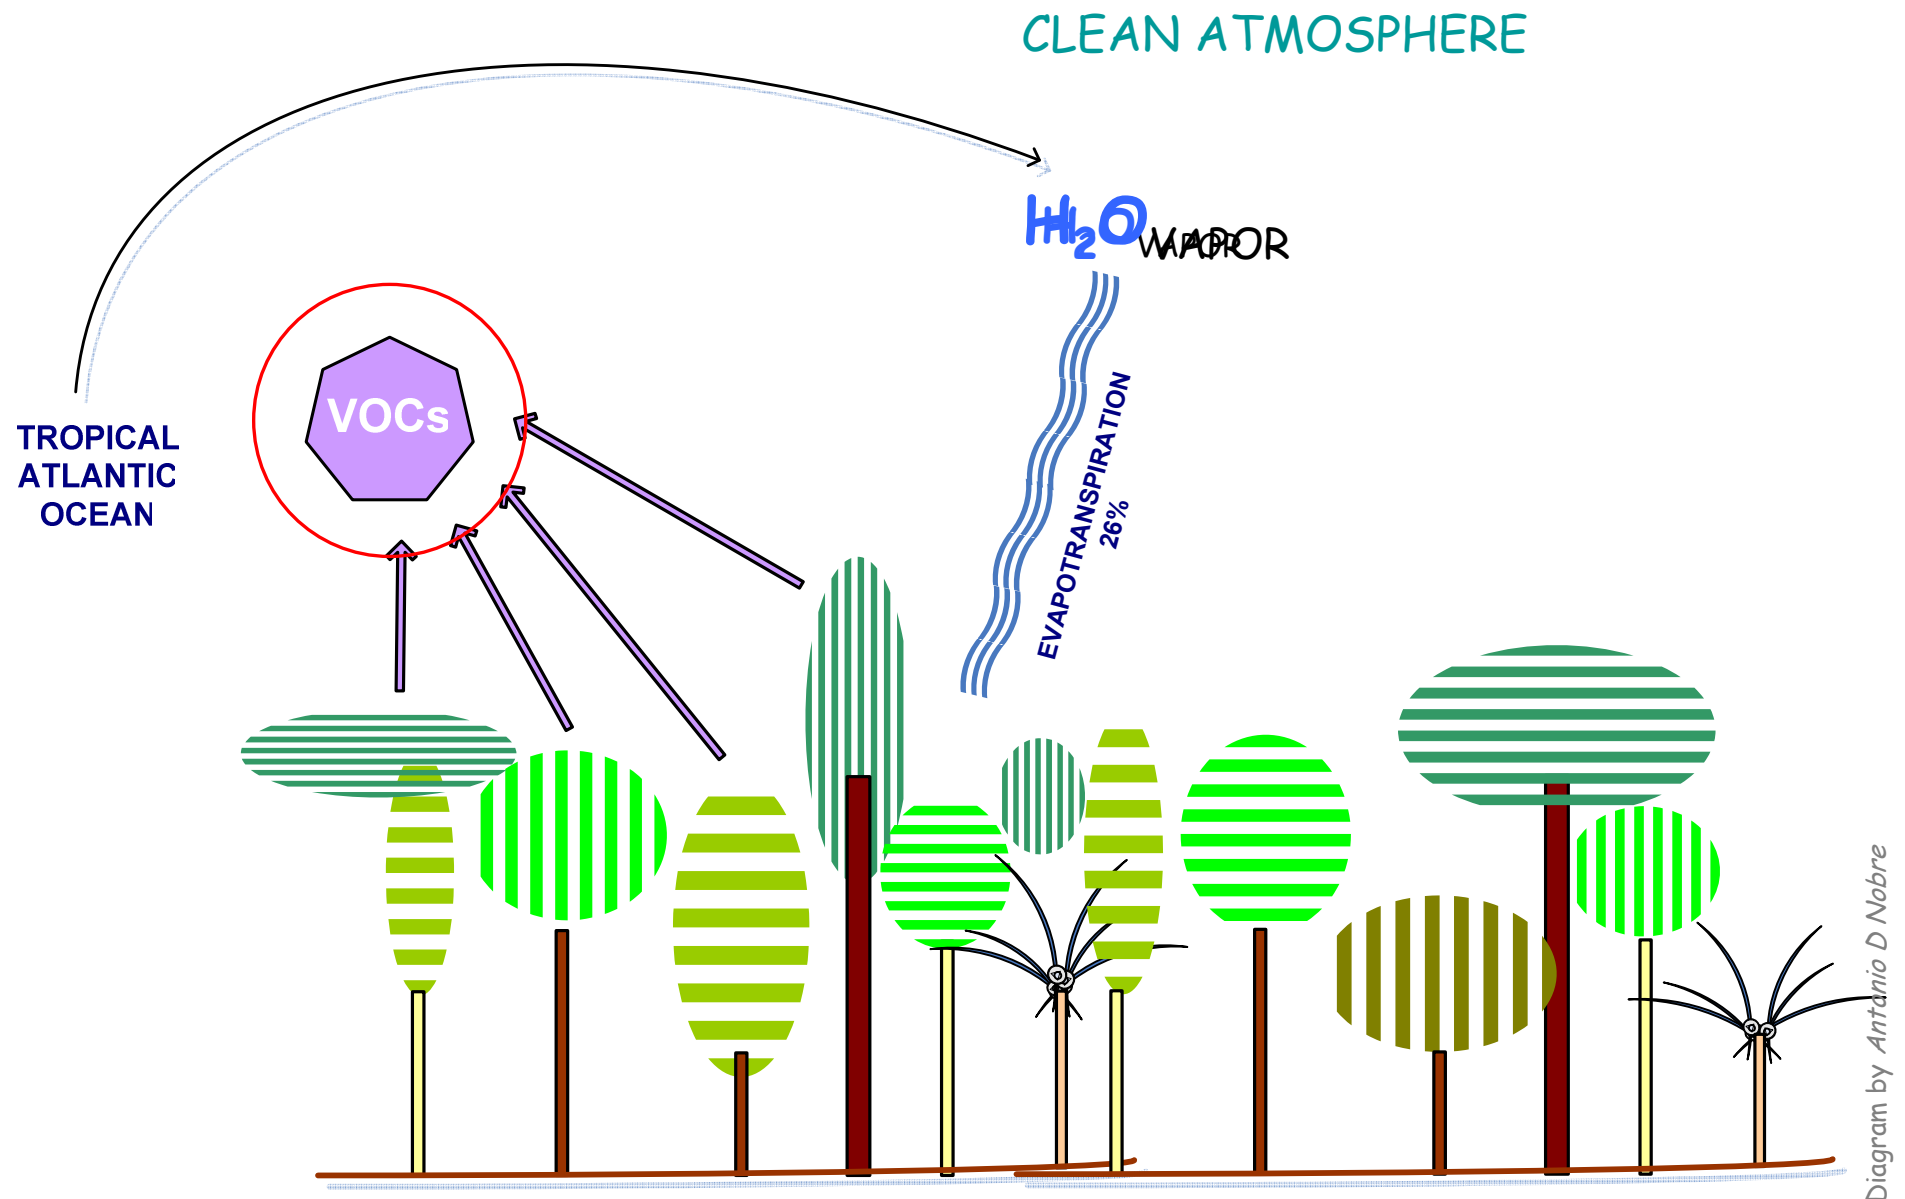 CLEAN ATMOSPHERE
H₂O VAPOR
VOCs
TROPICAL
ATLANTIC
OCEAN
EVAPOTRANSPIRATION
26%
Diagram by Antonio D Nobre